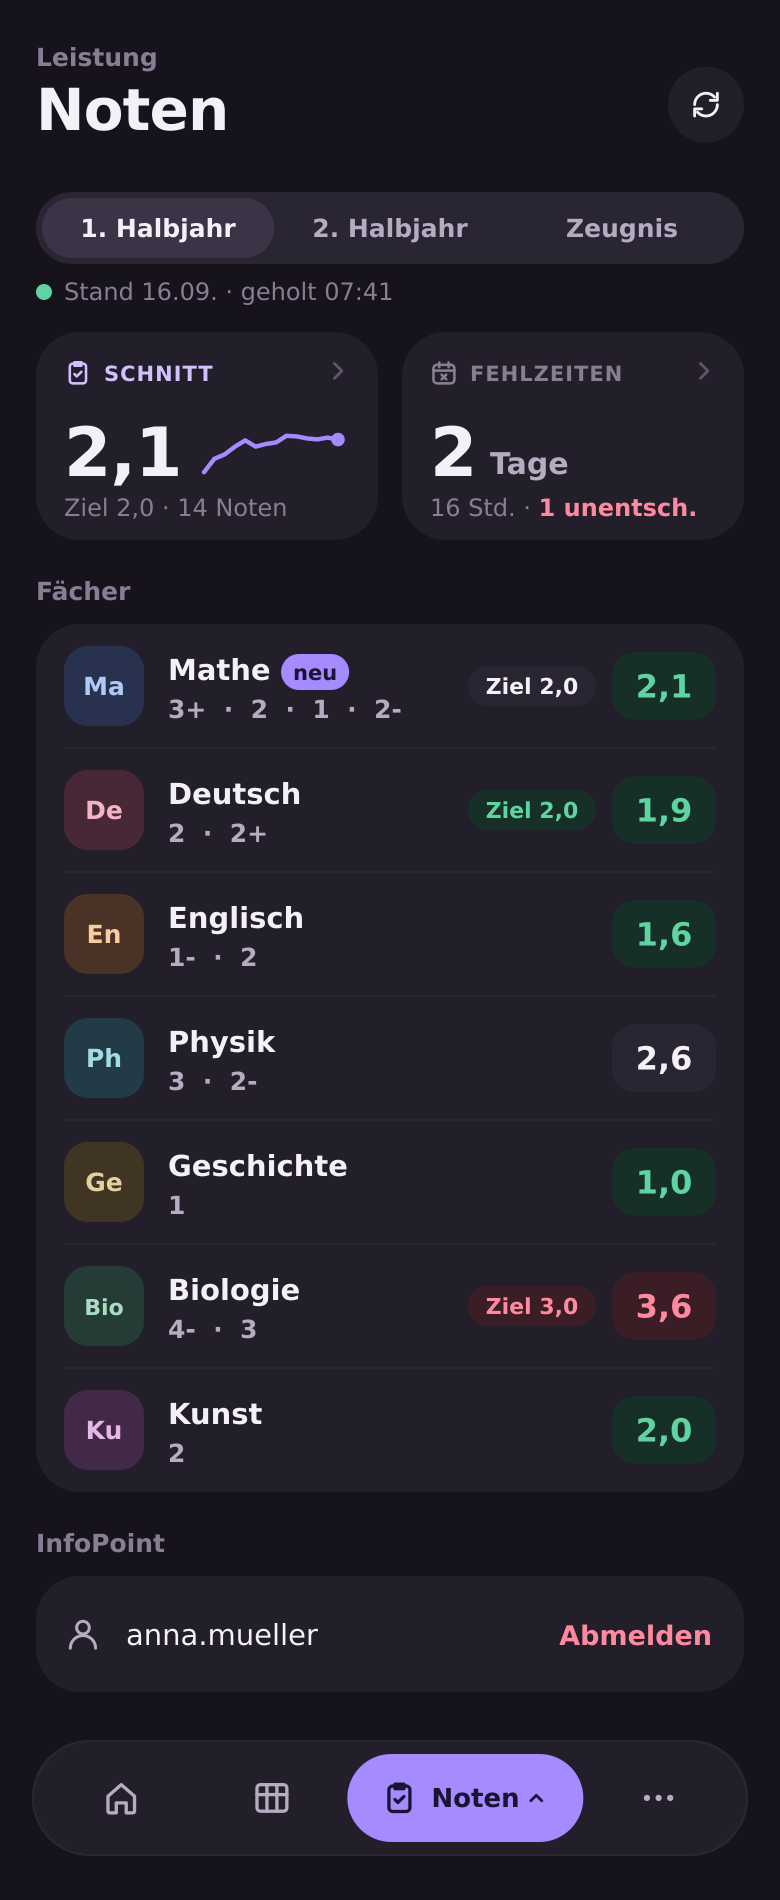 Leistung
Noten
1. Halbjahr 2. Halbjahr Zeugnis
Stand 16.09. · geholt 07:41
SCHNITT
2,1
Ziel 2,0 · 14 Noten
FEHLZEITEN
2 Tage
16 Std. · 1 unentsch.
Fächer
Ma Mathe neu Ziel 2,0 2,1
3+ · 2 · 1 · 2-
De Deutsch Ziel 2,0 1,9
2 · 2+
En Englisch 1,6
1- · 2
Ph Physik 2,6
3 · 2-
Ge Geschichte 1,0
1
Bio Biologie Ziel 3,0 3,6
4- · 3
Ku Kunst 2,0
2
InfoPoint
anna.mueller Abmelden
Noten